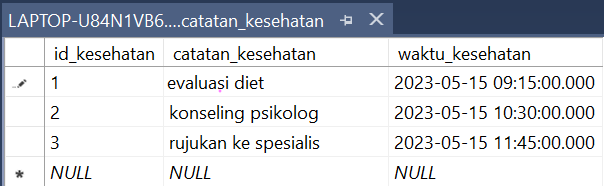 LAPTOP-U84N1VB6....catatan_kesehatan
id_kesehatan catatan_kesehatan waktu_kesehatan
1 evaluasi diet 2023-05-15 09:15:00.000
2 konseling psikolog 2023-05-15 10:30:00.000
3 rujukan ke spesialis 2023-05-15 11:45:00.000
NULL NULL NULL